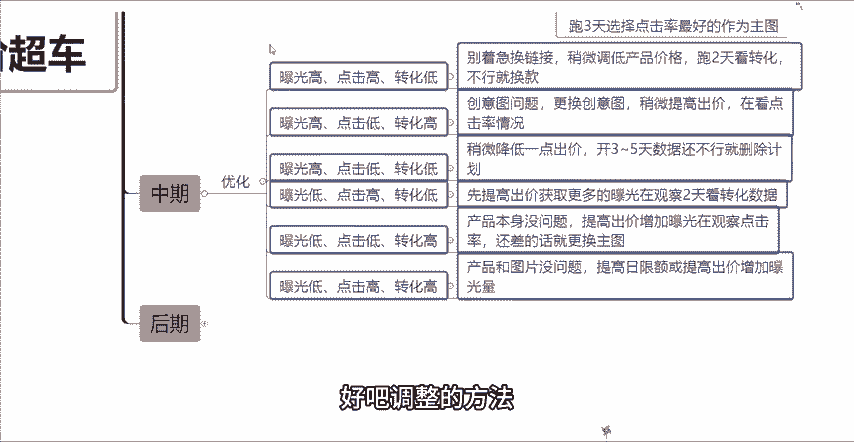 跑3天选择点击率最好的作为主图
超车
曝光高、点击高、转化低
别着急换链接，稍微调低产品价格，跑2天看转化，
不行就换款
曝光高、点击低、转化高
创意图问题，更换创意图，稍微提高出价，在看点
击率情况
曝光高、点击低、转化低
稍微降低一点出价，开3~5天数据还不行就删除计
划
中期
优化
曝光低、点击高、转化低
先提高出价获取更多的曝光在观察2天看转化数据
曝光低、点击低、转化高
产品本身没问题，提高出价增加曝光在观察点击
率，还差的话就更换主图
曝光低、点击高、转化高
产品和图片没问题，提高日限额或提高出价增加曝
光量
后期
好吧调整的方法